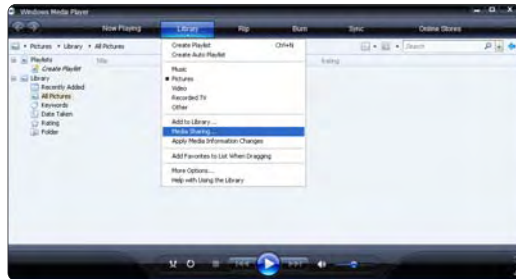 Windows Media Player
Now Playing Library Rip Burn Sync Online Stores
Pictures Library All Pictures
Search
Playlists
Create Playlist
Library
Recently Added
All Pictures
Keywords
Date Taken
Rating
Folder
Title
Rating
Create Playlist Ctrl+N
Create Auto Playlist
Music
Pictures
Video
Recorded TV
Other
Add to Library...
Media Sharing...
Apply Media Information Changes
Add Favorites to List When Dragging
More Options...
Help with Using the Library